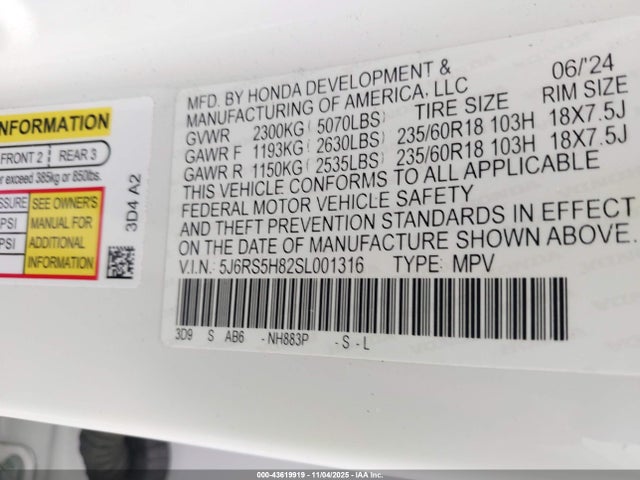 INFORMATION
FRONT 2 REAR 3
exceed 385kg or 850lbs.
SSURE SEE OWNER'S
PSI MANUAL FOR
PSI ADDITIONAL
INFORMATION
3D4 A2
MFD. BY HONDA DEVELOPMENT & 06/'24
MANUFACTURING OF AMERICA, LLC
GVWR 2300KG ( 5070LBS) TIRE SIZE RIM SIZE
GAWR F 1193KG ( 2630LBS) 235/60R18 103H 18X7.5J
GAWR R 1150KG ( 2535LBS) 235/60R18 103H 18X7.5J
THIS VEHICLE CONFORMS TO ALL APPLICABLE
FEDERAL MOTOR VEHICLE SAFETY
AND THEFT PREVENTION STANDARDS IN EFFECT
ON THE DATE OF MANUFACTURE SHOWN ABOVE.
V.I.N.: 5J6RS5H82SL001316 TYPE: MPV
3D9 S AB6 - NH883P - S - L
000-43619919 | 11/04/2025 - IAA Inc.